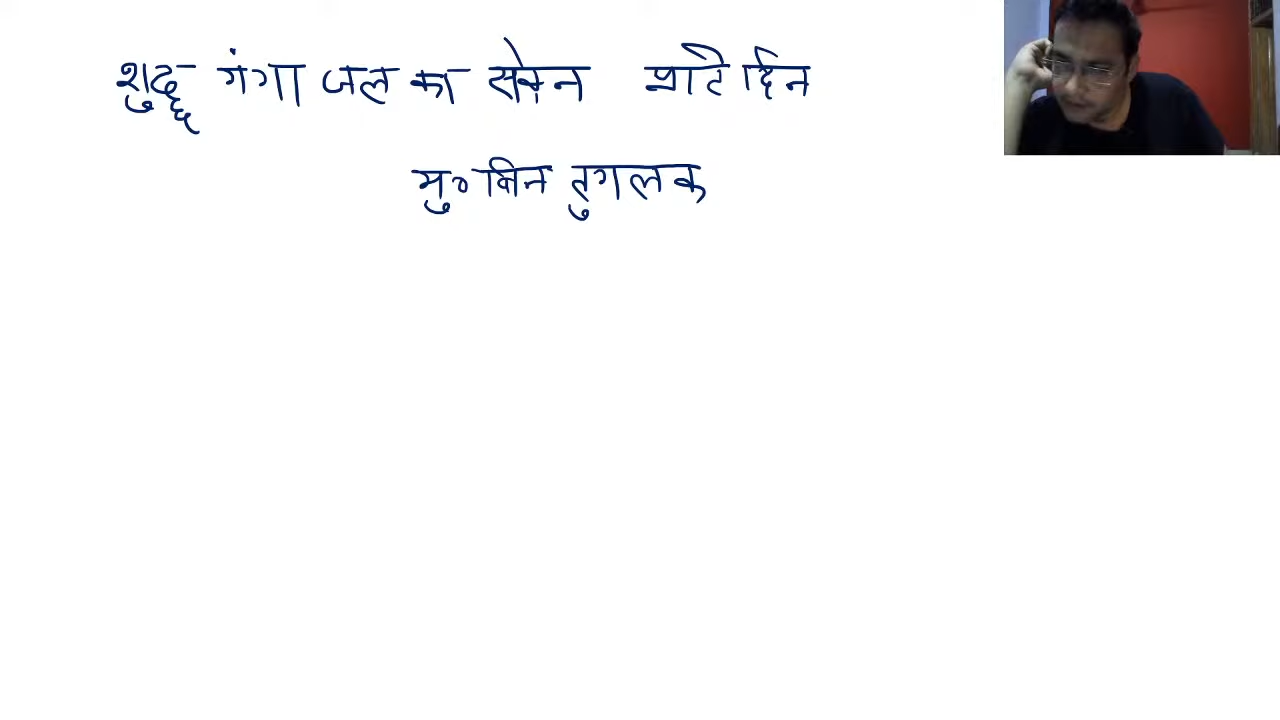 शुद्ध गंगा जल का सेवन प्रतिदिन
मु० बिन तुगलक